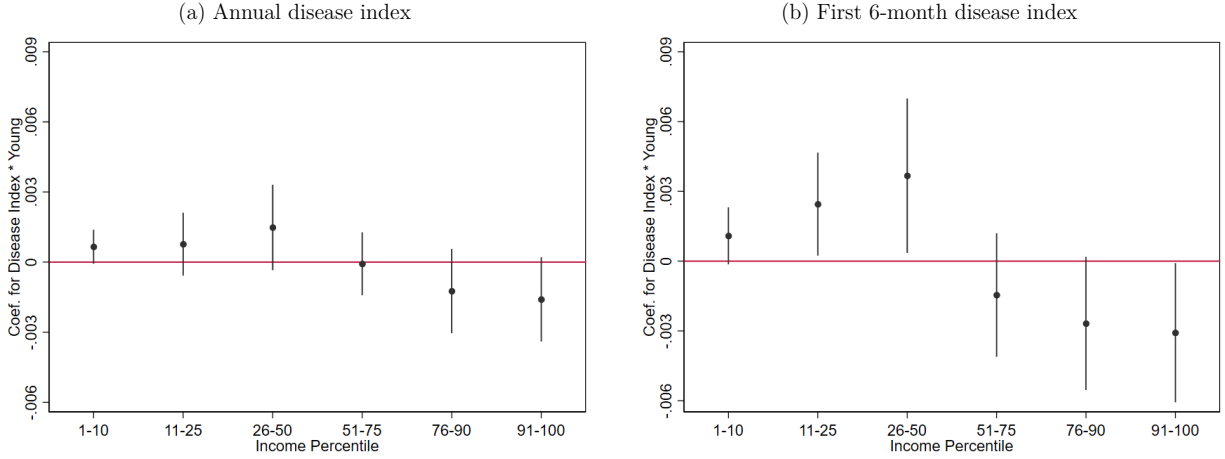 (a) Annual disease index
Coef. for Disease Index * Young
.009
.006
.003
0
-.003
-.006
1-10 11-25 26-50 51-75 76-90 91-100
Income Percentile
(b) First 6-month disease index
Coef. for Disease Index * Young
.009
.006
.003
0
-.003
-.006
1-10 11-25 26-50 51-75 76-90 91-100
Income Percentile